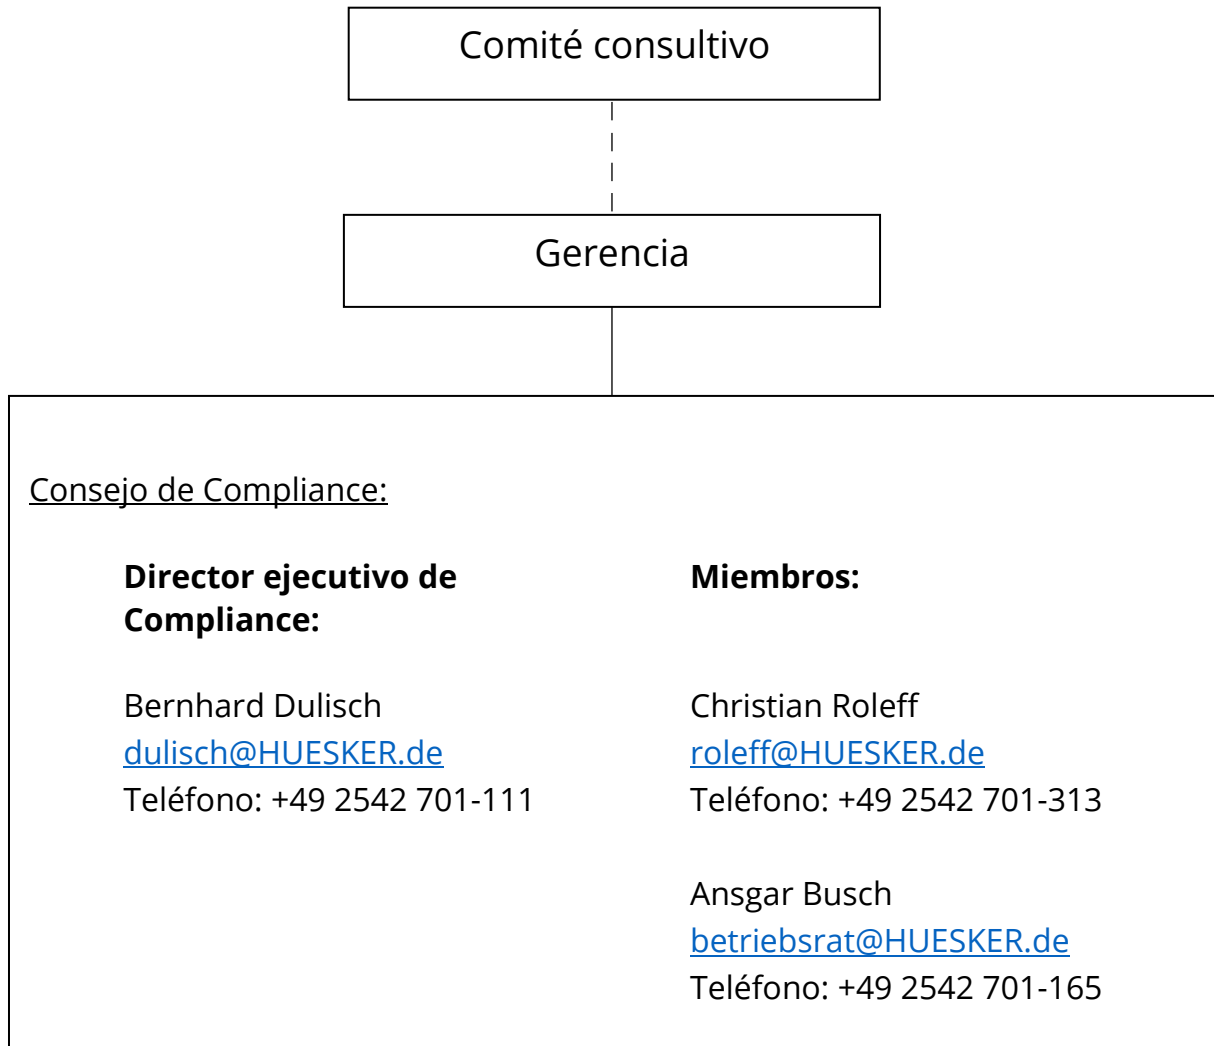 Comité consultivo
Gerencia
Consejo de Compliance:
Director ejecutivo de
Compliance:
Bernhard Dulisch
dulisch@HUESKER.de
Teléfono: +49 2542 701-111
Miembros:
Christian Roleff
roleff@HUESKER.de
Teléfono: +49 2542 701-313
Ansgar Busch
betriebsrat@HUESKER.de
Teléfono: +49 2542 701-165